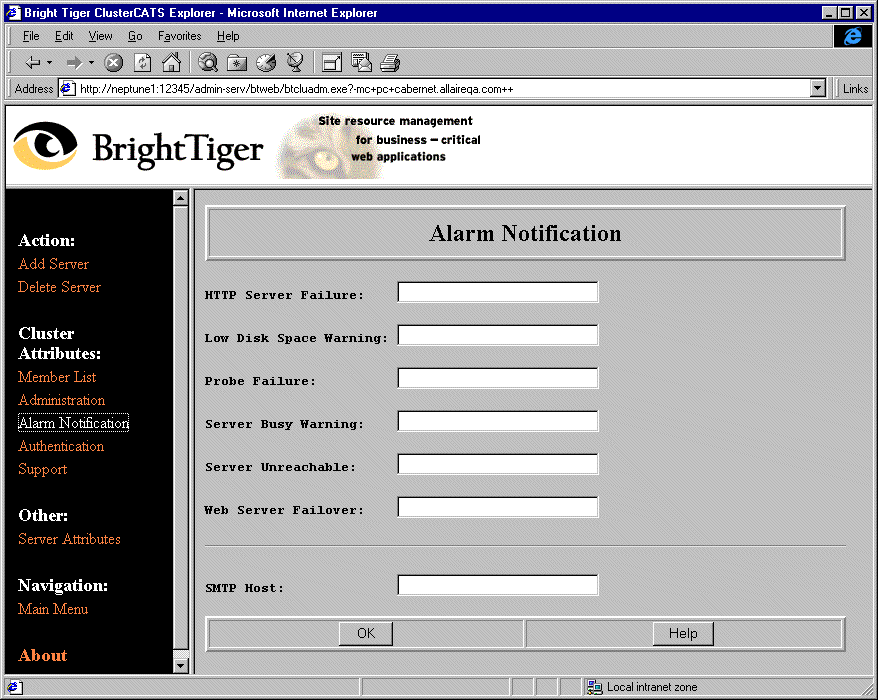 Bright Tiger ClusterCATS Explorer - Microsoft Internet Explorer
File Edit View Go Favorites Help
Address http://neptune1:12345/admin-serv/btweb/btcluadm.exe?-mc+pc+cabernet.allaireqa.com++ Links
BrightTiger
Site resource management
for business – critical
web applications
Action:
Add Server
Delete Server
Cluster
Attributes:
Member List
Administration
Alarm Notification
Authentication
Support
Other:
Server Attributes
Navigation:
Main Menu
About
Alarm Notification
HTTP Server Failure:
Low Disk Space Warning:
Probe Failure:
Server Busy Warning:
Server Unreachable:
Web Server Failover:
SMTP Host:
OK Help
Local intranet zone